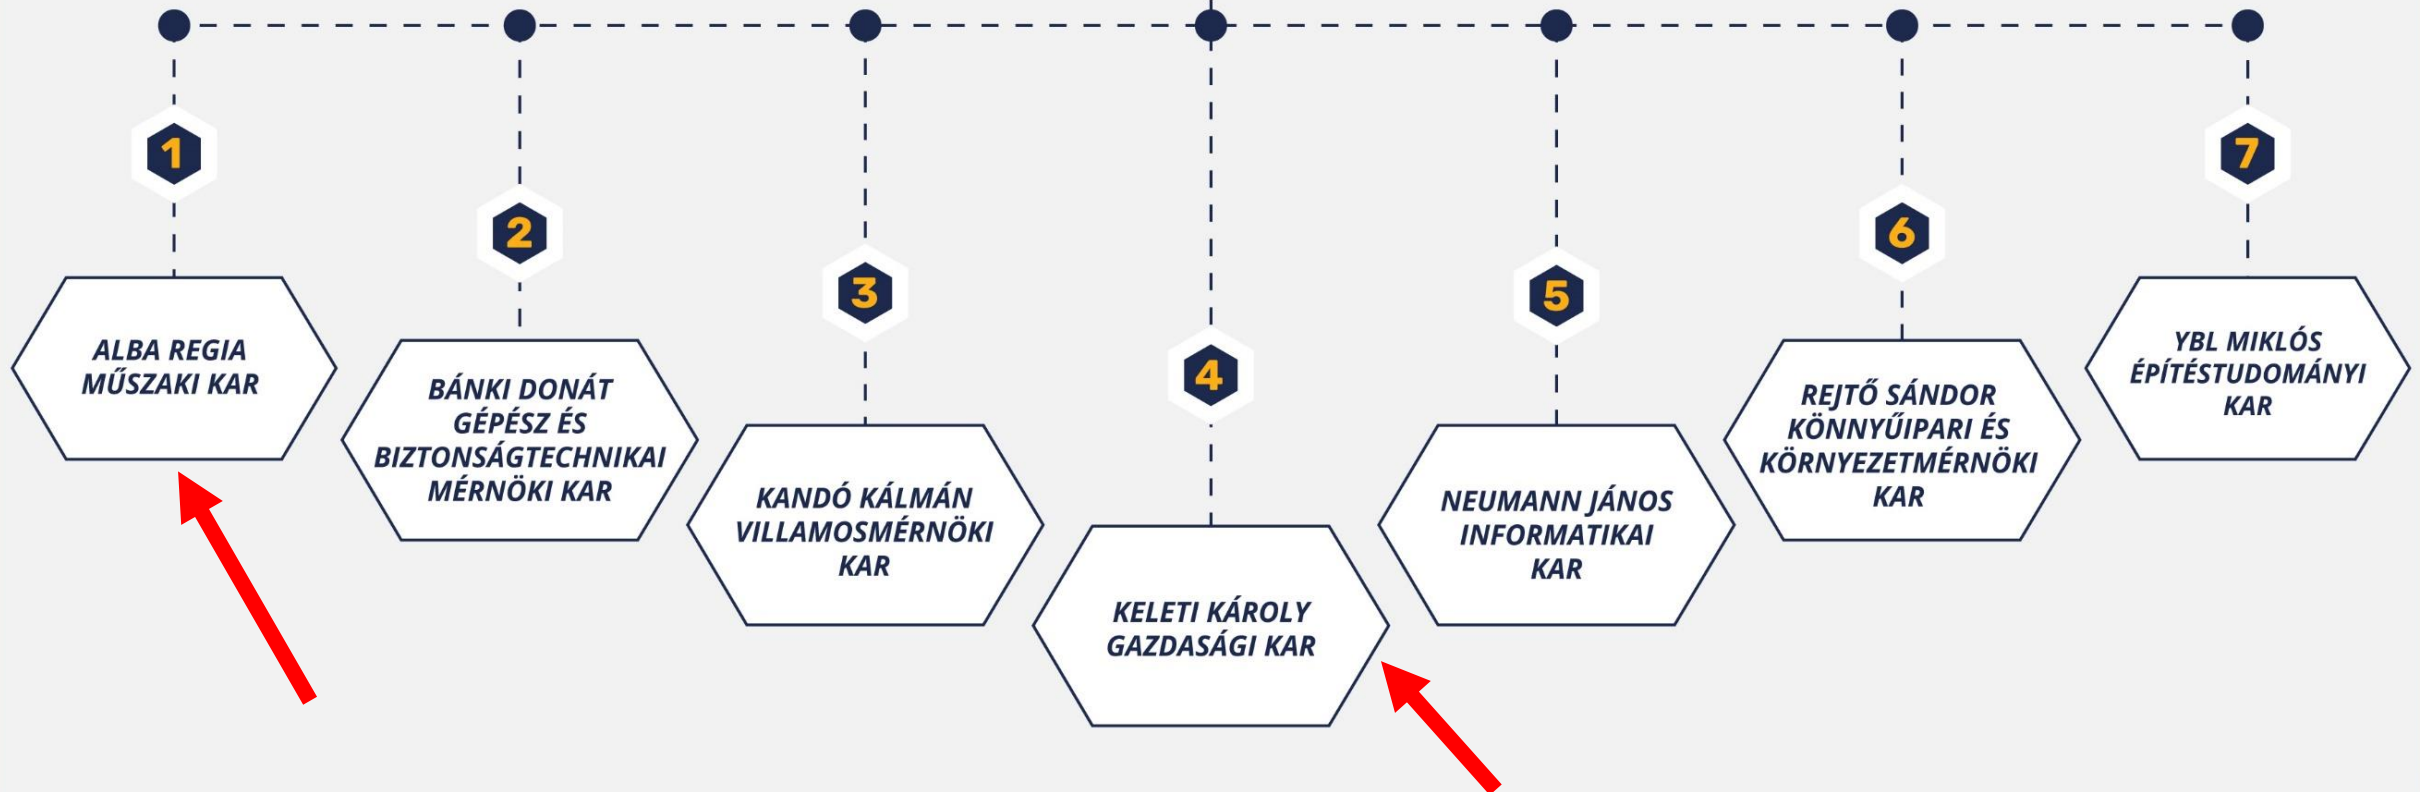 1
ALBA REGIA
MŰSZAKI KAR
2
BÁNKI DONÁT
GÉPÉSZ ÉS
BIZTONSÁGTECHNIKAI
MÉRNÖKI KAR
3
KANDÓ KÁLMÁN
VILLAMOSMÉRNÖKI
KAR
4
KELETI KÁROLY
GAZDASÁGI KAR
5
NEUMANN JÁNOS
INFORMATIKAI
KAR
6
REJTŐ SÁNDOR
KÖNNYŰIPARI ÉS
KÖRNYEZETMÉRNÖKI
KAR
7
YBL MIKLÓS
ÉPÍTÉSTUDOMÁNYI
KAR